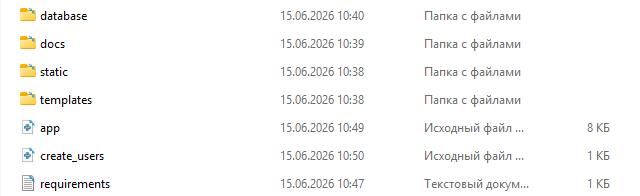 database 15.06.2026 10:40 Папка с файлами
docs 15.06.2026 10:39 Папка с файлами
static 15.06.2026 10:38 Папка с файлами
templates 15.06.2026 10:38 Папка с файлами
app 15.06.2026 10:49 Исходный файл ... 8 КБ
create_users 15.06.2026 10:50 Исходный файл ... 1 КБ
requirements 15.06.2026 10:47 Текстовый докум... 1 КБ